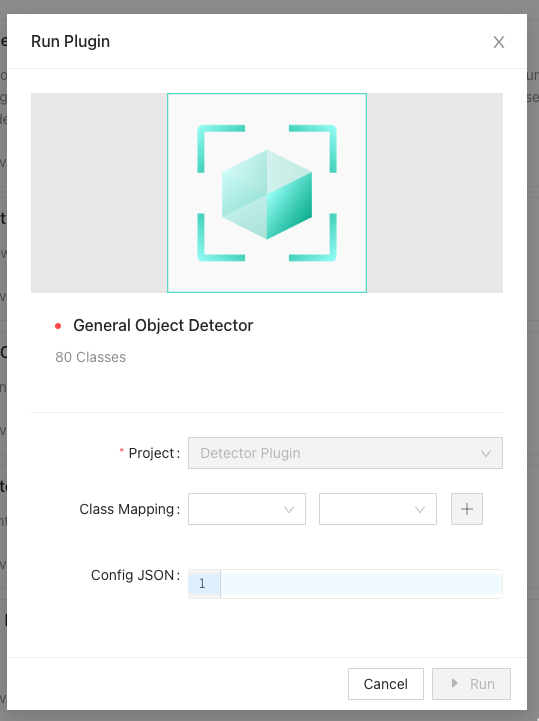 Run Plugin
General Object Detector
80 Classes
* Project:
Detector Plugin
Class Mapping:
Config JSON:
1
Cancel
Run